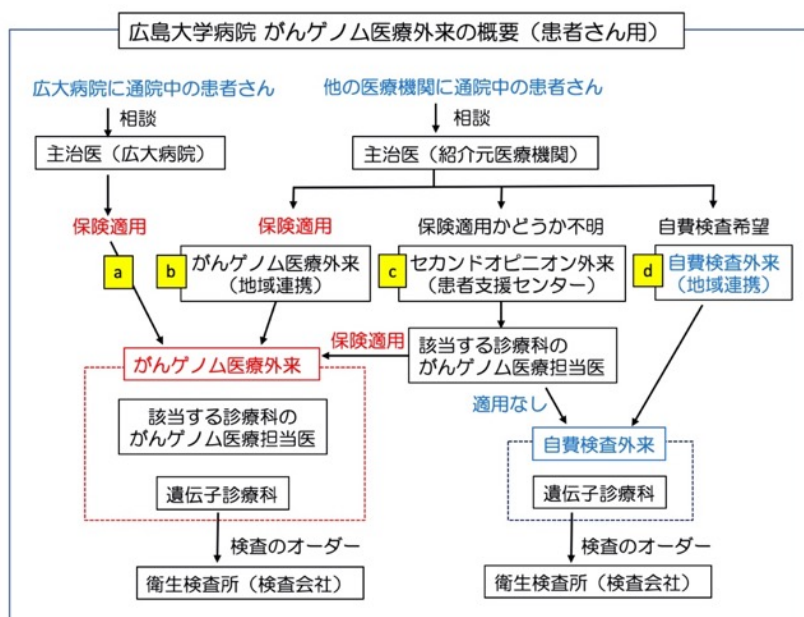 広島大学病院 がんゲノム医療外来の概要（患者さん用）
広大病院に通院中の患者さん
他の医療機関に通院中の患者さん
相談
相談
主治医（広大病院）
主治医（紹介元医療機関）
保険適用
保険適用
保険適用かどうか不明
自費検査希望
a
b
がんゲノム医療外来
（地域連携）
c
セカンドオピニオン外来
（患者支援センター）
d
自費検査外来
（地域連携）
保険適用
該当する診療科の
がんゲノム医療担当医
がんゲノム医療外来
適用なし
該当する診療科の
がんゲノム医療担当医
自費検査外来
遺伝子診療科
遺伝子診療科
検査のオーダー
検査のオーダー
衛生検査所（検査会社）
衛生検査所（検査会社）